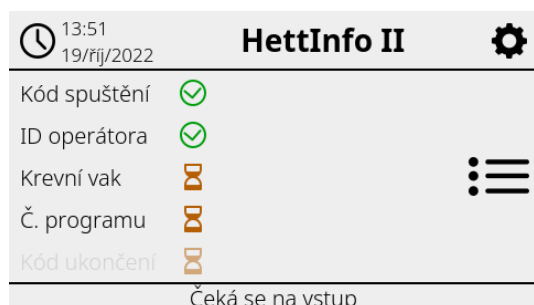 13:51
19/říj/2022
HettInfo II
Kód spuštění
ID operátora
Krevní vak
Č. programu
Kód ukončení
Čeká se na vstup